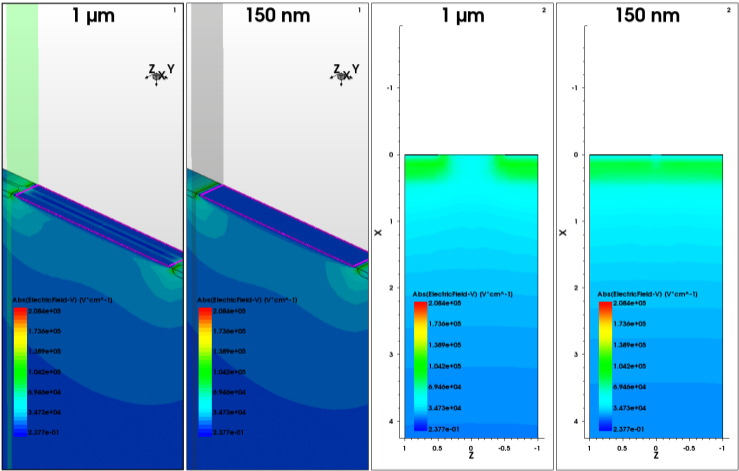 1 µm
1
Z
X
Y
Abs(ElectricField-V) (V*cm^-1)
2.084e+05
1.736e+05
1.389e+05
1.042e+05
6.946e+04
3.473e+04
2.377e-01
150 nm
1
Z
X
Y
Abs(ElectricField-V) (V*cm^-1)
2.084e+05
1.736e+05
1.389e+05
1.042e+05
6.946e+04
3.473e+04
2.377e-01
1 µm
2
-1
0
1
2
3
4
X
Abs(ElectricField-V) (V*cm^-1)
2.084e+05
1.736e+05
1.389e+05
1.042e+05
6.946e+04
3.473e+04
2.377e-01
1 0.5 0 -0.5 -1
Z
150 nm
2
-1
0
1
2
3
4
X
Abs(ElectricField-V) (V*cm^-1)
2.084e+05
1.736e+05
1.389e+05
1.042e+05
6.946e+04
3.473e+04
2.377e-01
1 0.5 0 -0.5 -1
Z